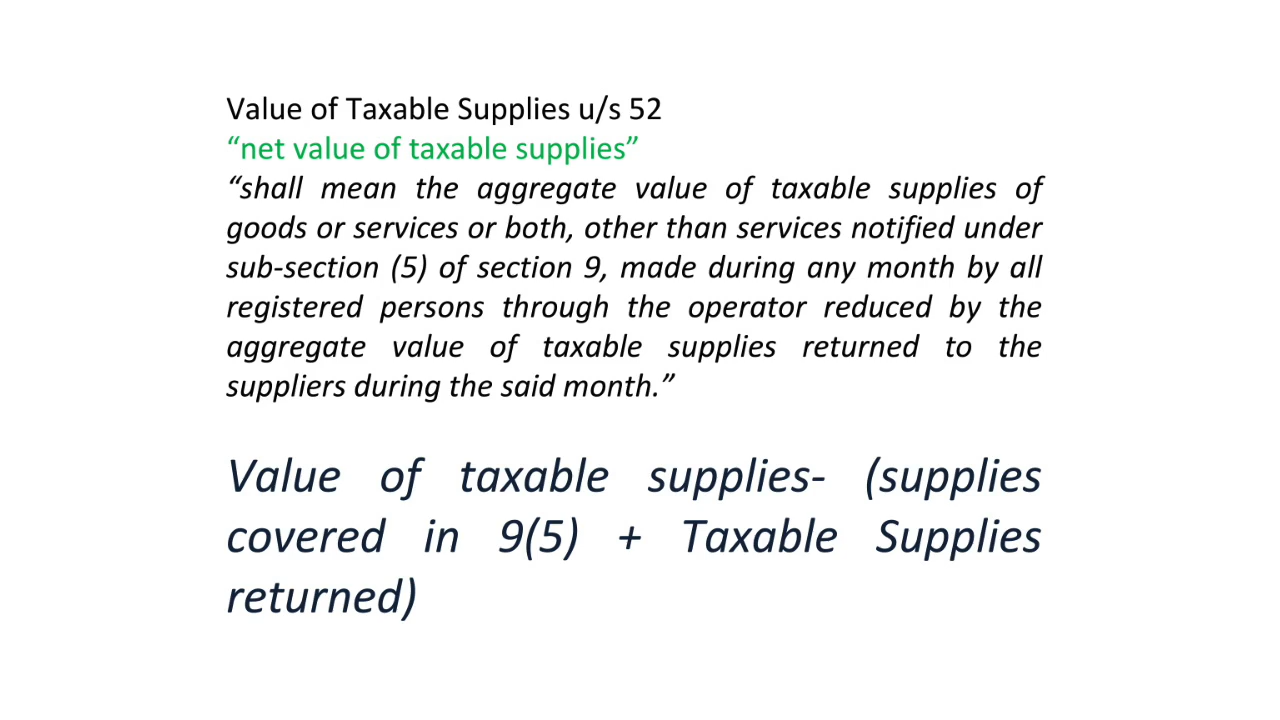 Value of Taxable Supplies u/s 52
“net value of taxable supplies”
“shall mean the aggregate value of taxable supplies of
goods or services or both, other than services notified under
sub-section (5) of section 9, made during any month by all
registered persons through the operator reduced by the
aggregate value of taxable supplies returned to the
suppliers during the said month.”
Value of taxable supplies- (supplies
covered in 9(5) + Taxable Supplies
returned)